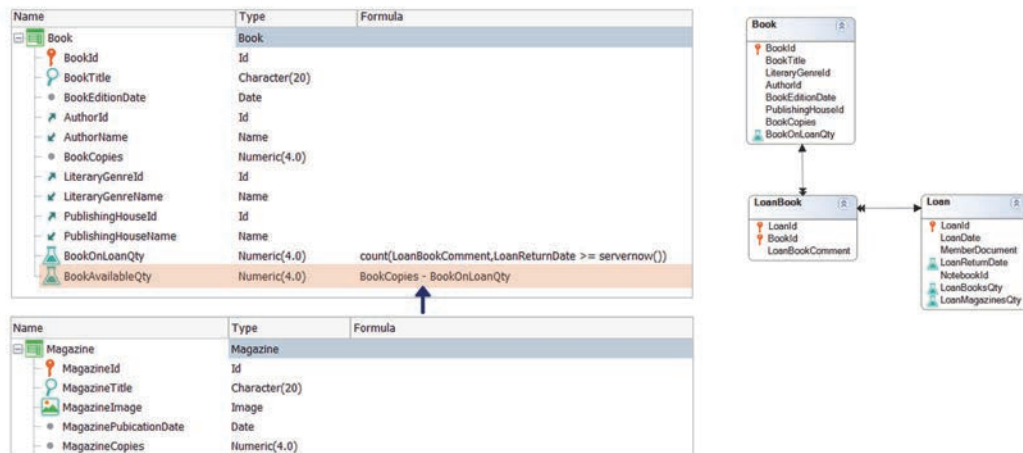 Name Type Formula
Book Book
BookId Id
BookTitle Character(20)
BookEditionDate Date
AuthorId Id
AuthorName Name
BookCopies Numeric(4.0)
LiteraryGenreId Id
LiteraryGenreName Name
PublishingHouseId Id
PublishingHouseName Name
BookOnLoanQty Numeric(4.0) count(LoanBookComment,LoanReturnDate >= servernow())
BookAvailableQty Numeric(4.0) BookCopies - BookOnLoanQty
Name Type Formula
Magazine Magazine
MagazineId Id
MagazineTitle Character(20)
MagazineImage Image
MagazinePubicationDate Date
MagazineCopies Numeric(4.0)
Book
BookId
BookTitle
LiteraryGenreId
AuthorId
BookEditionDate
PublishingHouseId
BookCopies
BookOnLoanQty
LoanBook
LoanId
BookId
LoanBookComment
Loan
LoanId
LoanDate
MemberDocument
LoanReturnDate
NotebookId
LoanBooksQty
LoanMagazinesQty